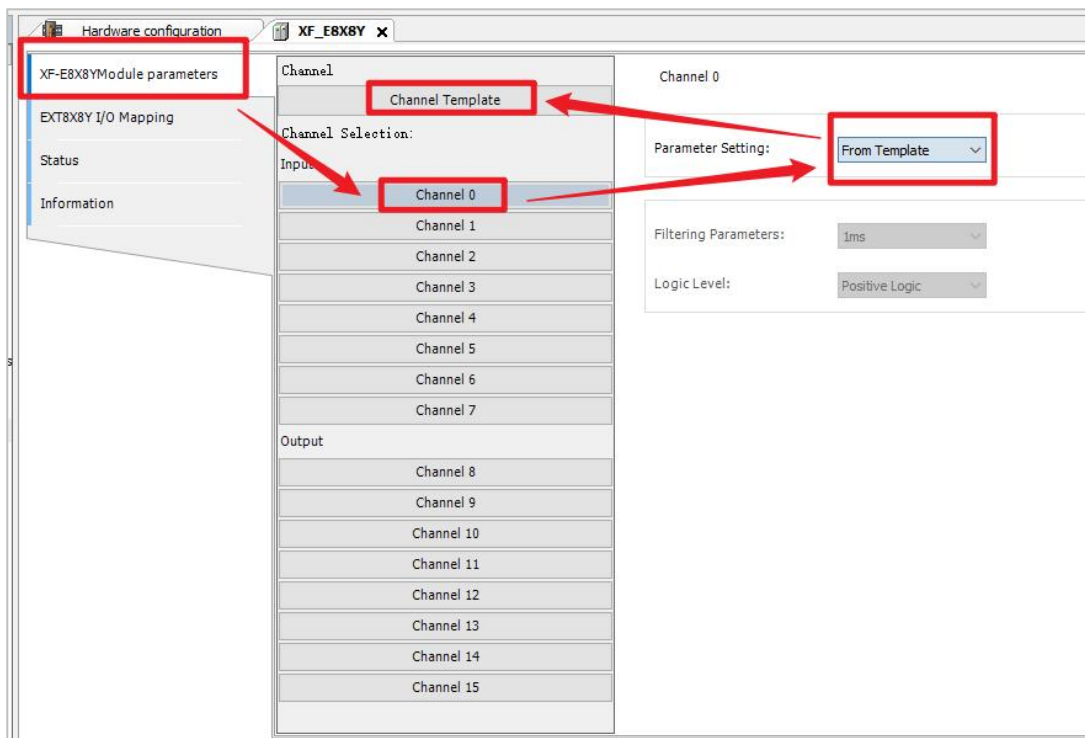 Hardware configuration
XF_E8X8Y
XF-E8X8YModule parameters
EXT8X8Y I/O Mapping
Status
Information
Channel
Channel Template
Channel Selection:
Input
Channel 0
Channel 1
Channel 2
Channel 3
Channel 4
Channel 5
Channel 6
Channel 7
Output
Channel 8
Channel 9
Channel 10
Channel 11
Channel 12
Channel 13
Channel 14
Channel 15
Channel 0
Parameter Setting: From Template
Filtering Parameters: 1ms
Logic Level: Positive Logic